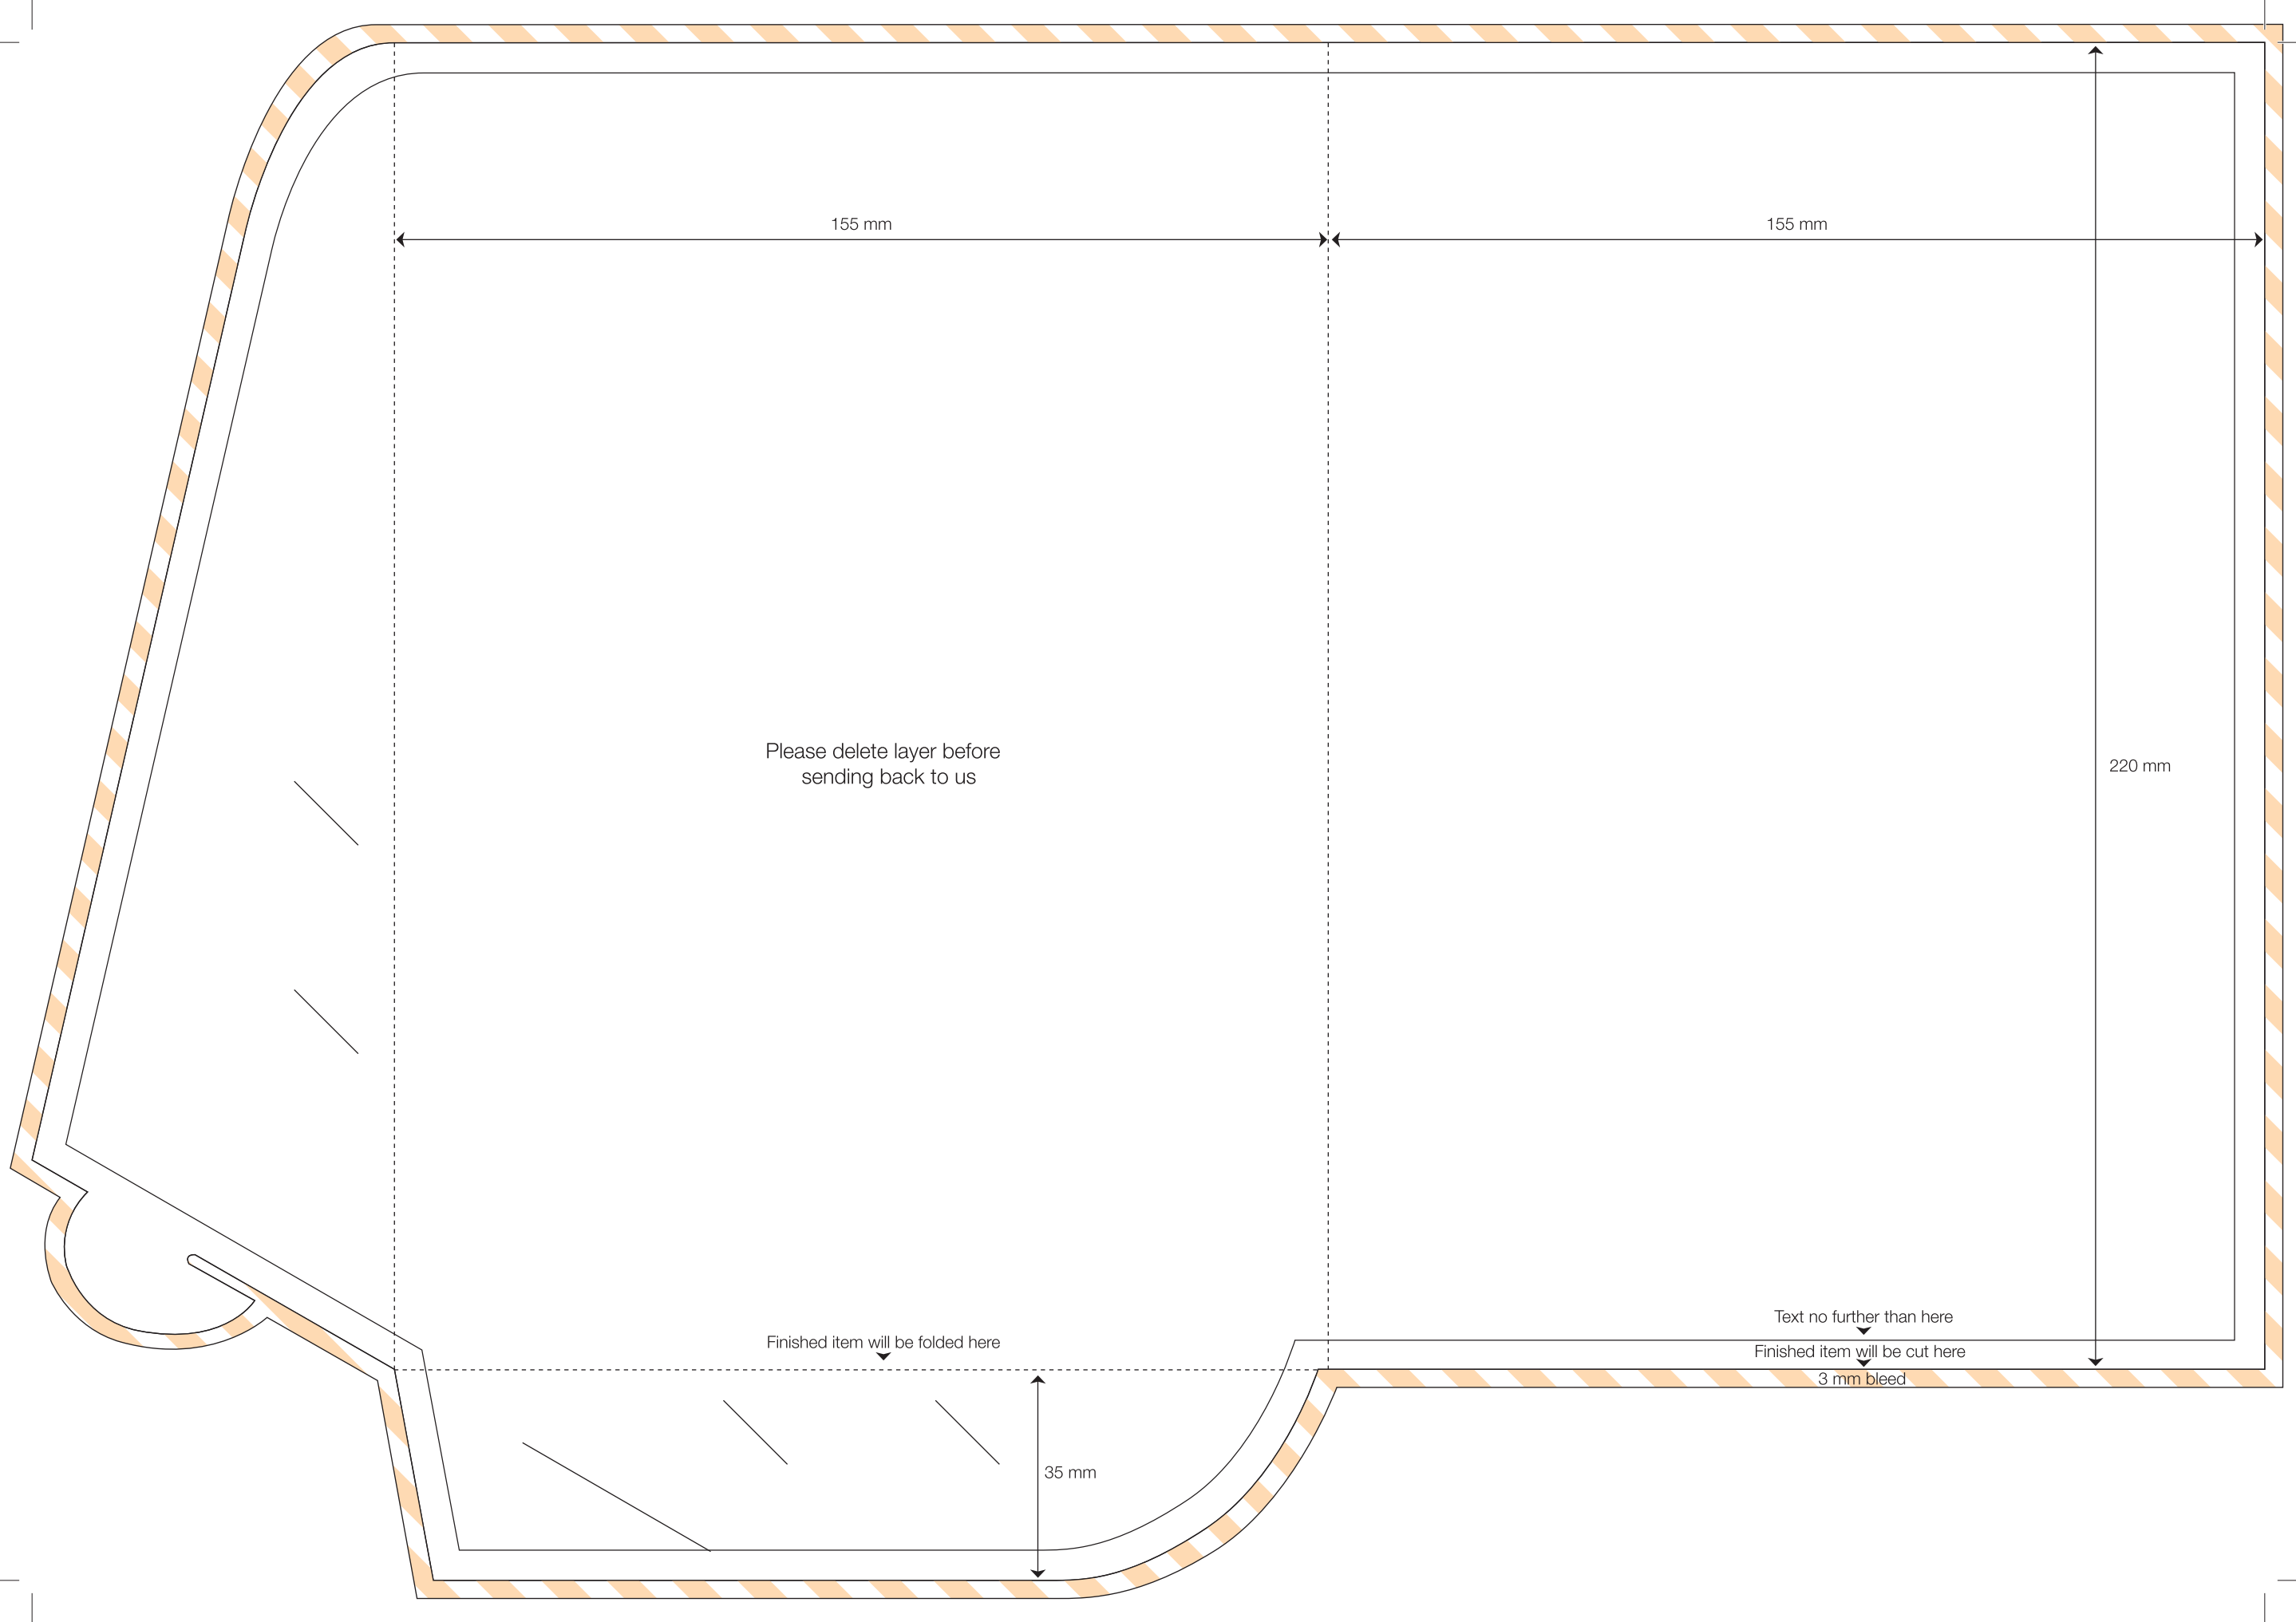 155 mm
155 mm
Please delete layer before
sending back to us
220 mm
Text no further than here
Finished item will be folded here
Finished item will be cut here
3 mm bleed
35 mm